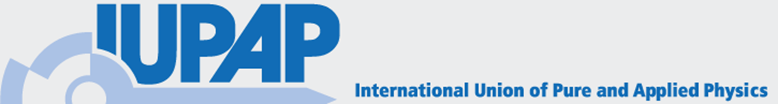 IUPAP
International Union of Pure and Applied Physics